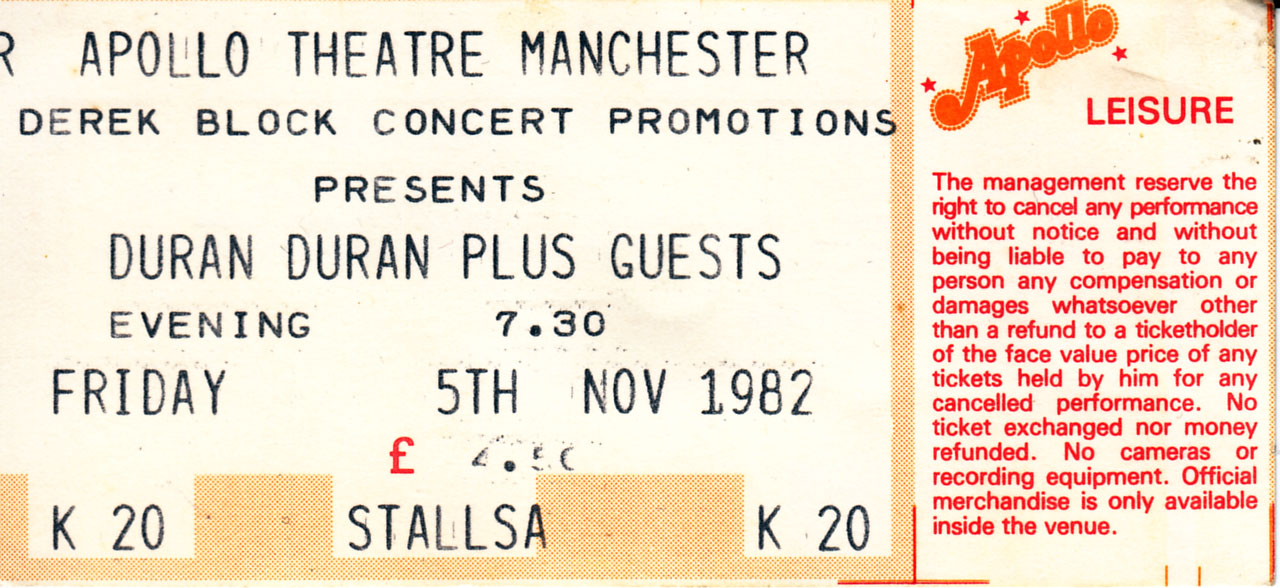 R APOLLO THEATRE MANCHESTER
DEREK BLOCK CONCERT PROMOTIONS
PRESENTS
DURAN DURAN PLUS GUESTS
EVENING 7.30
FRIDAY 5TH NOV 1982
£
K 20 STALLSA K 20
Apollo
LEISURE
The management reserve the
right to cancel any performance
without notice and without
being liable to pay to any
person any compensation or
damages whatsoever other
than a refund to a ticketholder
of the face value price of any
tickets held by him for any
cancelled performance. No
ticket exchanged nor money
refunded. No cameras or
recording equipment. Official
merchandise is only available
inside the venue.